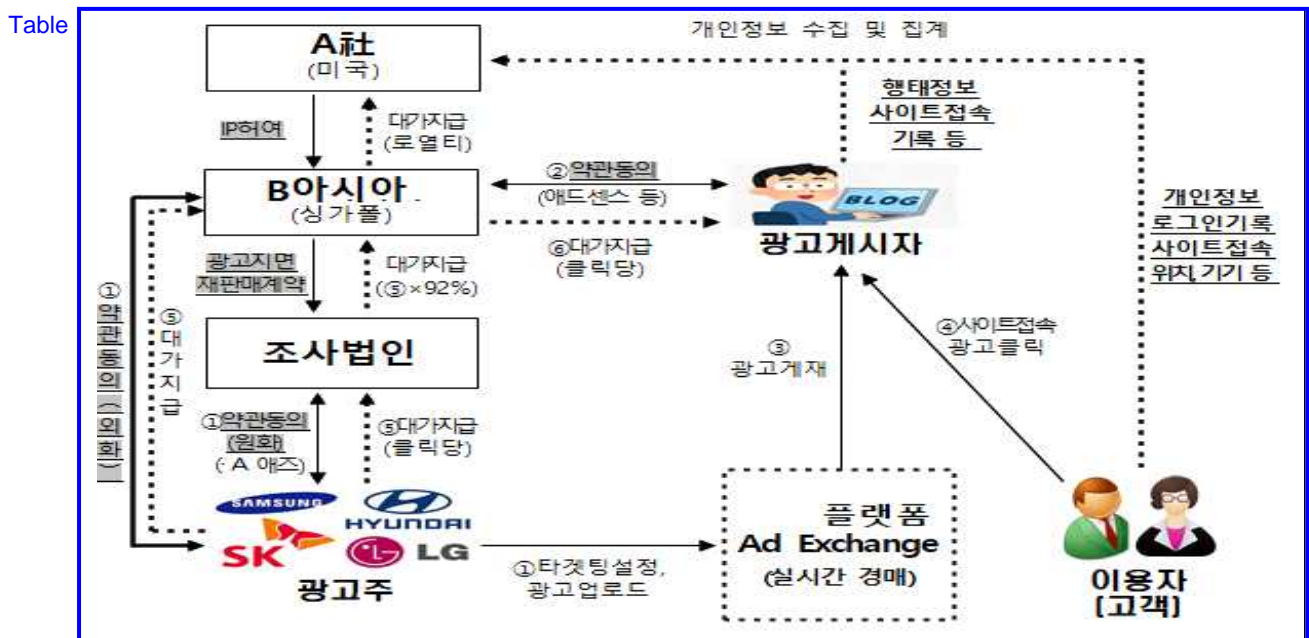 Table
개인정보 수집 및 집계
A社
(미국)
IP허여
대가지급
(로열티)
행태정보
사이트접속
기록 등
B아시아
(싱가폴)
②약관동의
(애드센스 등)
BLOG
⑥대가지급
(클릭당)
광고게시자
개인정보
로그인기록
사이트접속
위치,기기 등
광고지면
재판매계약
대가지급
(⑤×92%)
①약관동의(외화)
⑤대가지급
조사법인
③
광고게재
④사이트접속
광고클릭
①약관동의
(원화)
(·A 애즈)
⑤대가지급
(클릭당)
SAMSUNG
HYUNDAI
SK
LG
광고주
①타겟팅설정,
광고업로드
플랫폼
Ad Exchange
(실시간 경매)
이용자
[고객]